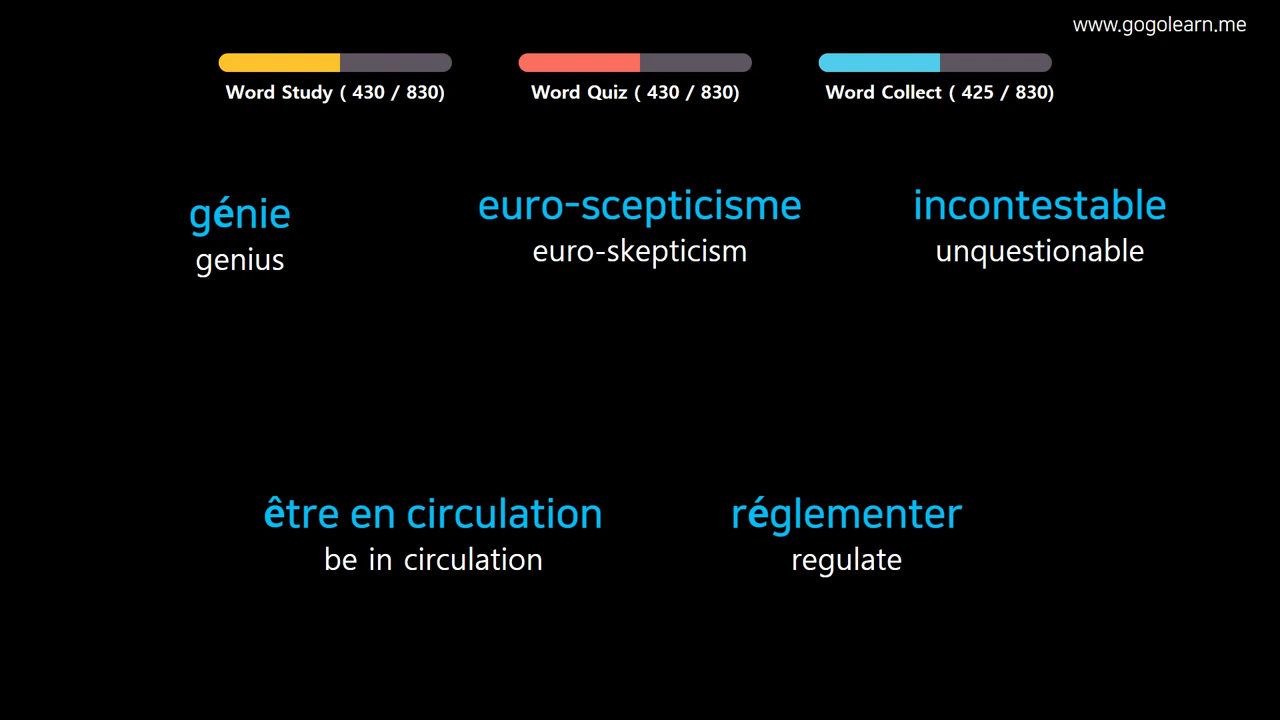 www.gogolearn.me
Word Study ( 430 / 830)
Word Quiz ( 430 / 830)
Word Collect ( 425 / 830)
génie
genius
euro-scepticisme
euro-skepticism
incontestable
unquestionable
être en circulation
be in circulation
réglementer
regulate